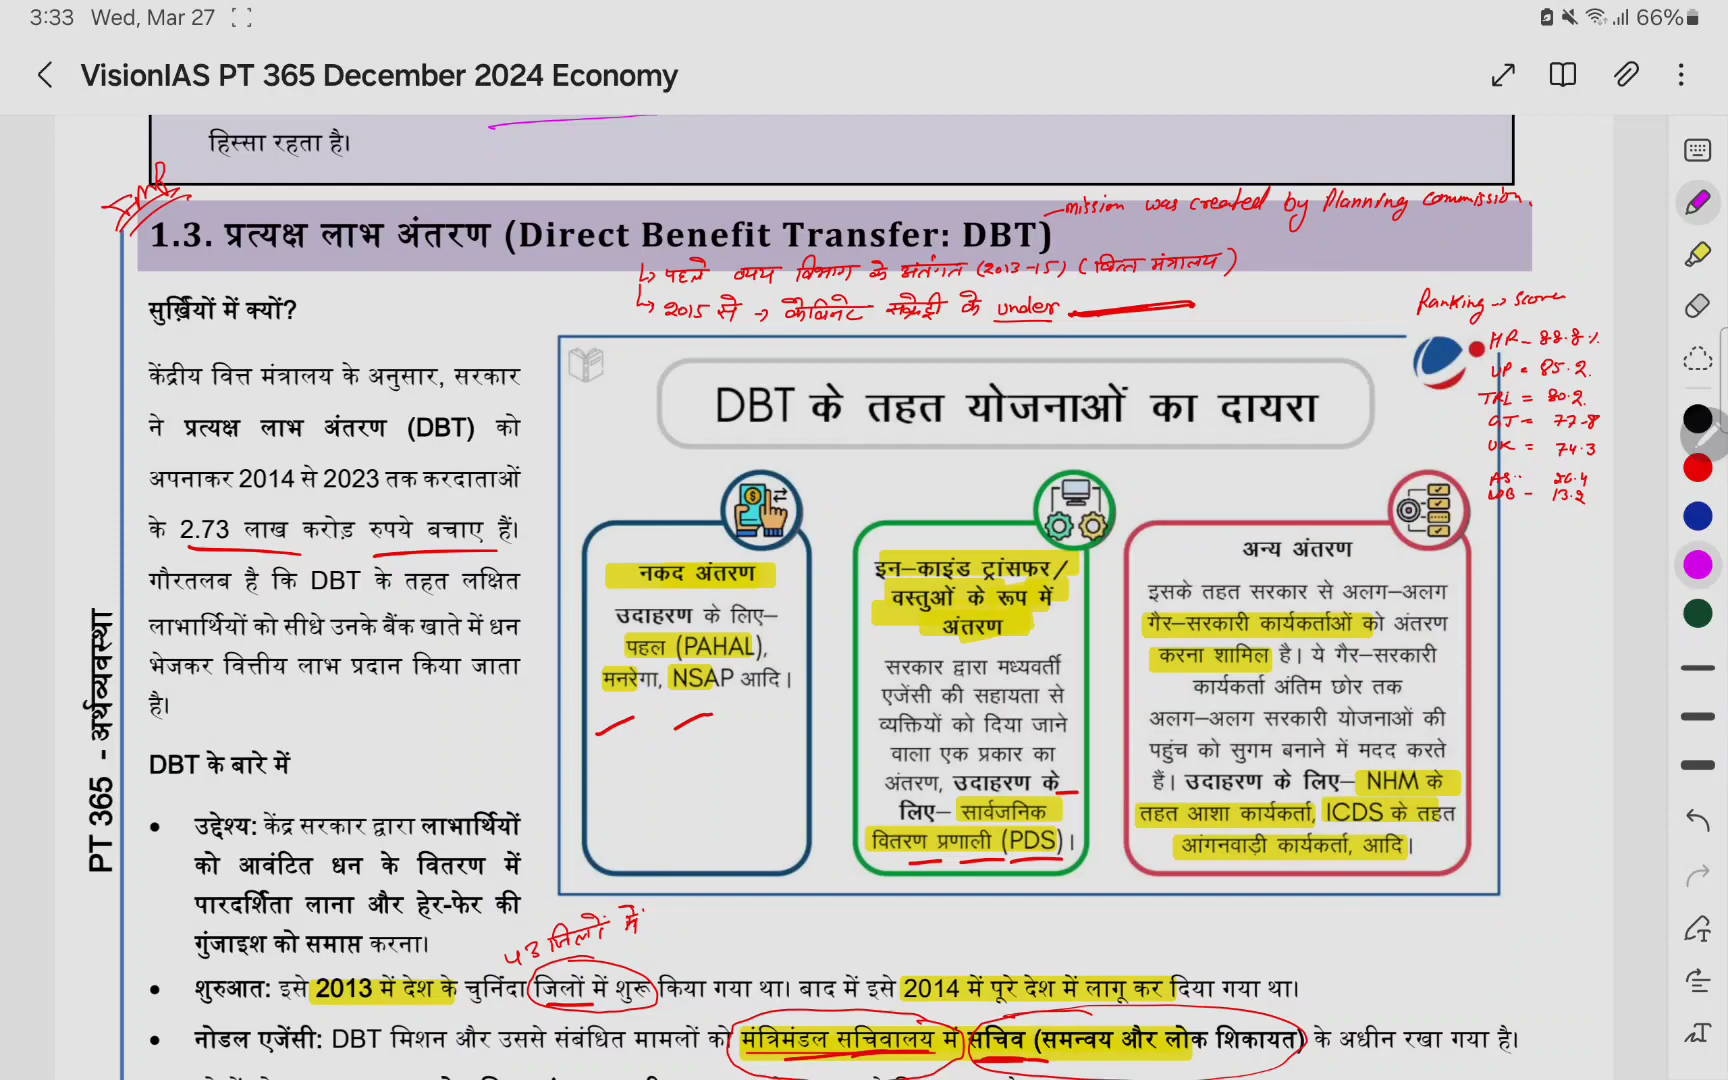 3:33 Wed, Mar 27
66%
VisionIAS PT 365 December 2024 Economy
हिस्सा रहता है।
IMP.
mission was created by Planning commission.
1.3. प्रत्यक्ष लाभ अंतरण (Direct Benefit Transfer: DBT)
पहले व्यय विभाग के अंतर्गत (2013-15) (वित्त मंत्रालय)
2015 से → कैबिनेट सेक्रेट्री के under
सुर्ख़ियों में क्यों?
केंद्रीय वित्त मंत्रालय के अनुसार, सरकार
ने प्रत्यक्ष लाभ अंतरण (DBT) को
अपनाकर 2014 से 2023 तक करदाताओं
के 2.73 लाख करोड़ रुपये बचाए हैं।
गौरतलब है कि DBT के तहत लक्षित
लाभार्थियों को सीधे उनके बैंक खाते में धन
भेजकर वित्तीय लाभ प्रदान किया जाता
है।
Ranking → score
HR - 88.8%
UP = 85.2
TRI = 80.2
GJ = 77.8
UK = 74.3
AS - 26.4
WB - 13.2
DBT के तहत योजनाओं का दायरा
नकद अंतरण
उदाहरण के लिए–
पहल (PAHAL),
मनरेगा, NSAP आदि।
इन–काइंड ट्रांसफर/
वस्तुओं के रूप में
अंतरण
सरकार द्वारा मध्यवर्ती
एजेंसी की सहायता से
व्यक्तियों को दिया जाने
वाला एक प्रकार का
अंतरण, उदाहरण के
लिए– सार्वजनिक
वितरण प्रणाली (PDS)।
अन्य अंतरण
इसके तहत सरकार से अलग–अलग
गैर–सरकारी कार्यकर्ताओं को अंतरण
करना शामिल है। ये गैर–सरकारी
कार्यकर्ता अंतिम छोर तक
अलग–अलग सरकारी योजनाओं की
पहुंच को सुगम बनाने में मदद करते
हैं। उदाहरण के लिए– NHM के
तहत आशा कार्यकर्ता, ICDS के तहत
आंगनवाड़ी कार्यकर्ता, आदि।
PT 365 - अर्थव्यवस्था
DBT के बारे में
• उद्देश्य: केंद्र सरकार द्वारा लाभार्थियों
को आवंटित धन के वितरण में
पारदर्शिता लाना और हेर-फेर की
गुंजाइश को समाप्त करना।
43 जिलों में
• शुरुआत: इसे 2013 में देश के चुनिंदा जिलों में शुरू किया गया था। बाद में इसे 2014 में पूरे देश में लागू कर दिया गया था।
• नोडल एजेंसी: DBT मिशन और उससे संबंधित मामलों को मंत्रिमंडल सचिवालय में सचिव (समन्वय और लोक शिकायत) के अधीन रखा गया है।